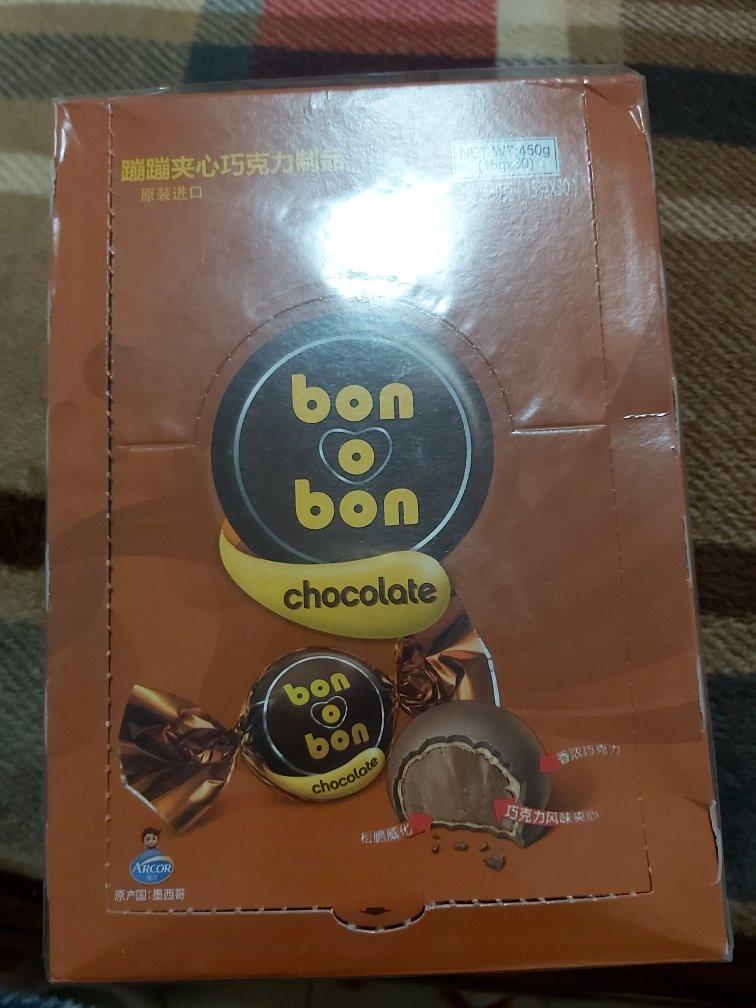 蹦蹦夹心巧克力制品
原装进口
NET WT:450g
(15gx30)
bon
o
bon
chocolate
bon
o
bon
chocolate
香浓巧克力
巧克力风味夹心
松脆威化
ARCOR
原产国:墨西哥